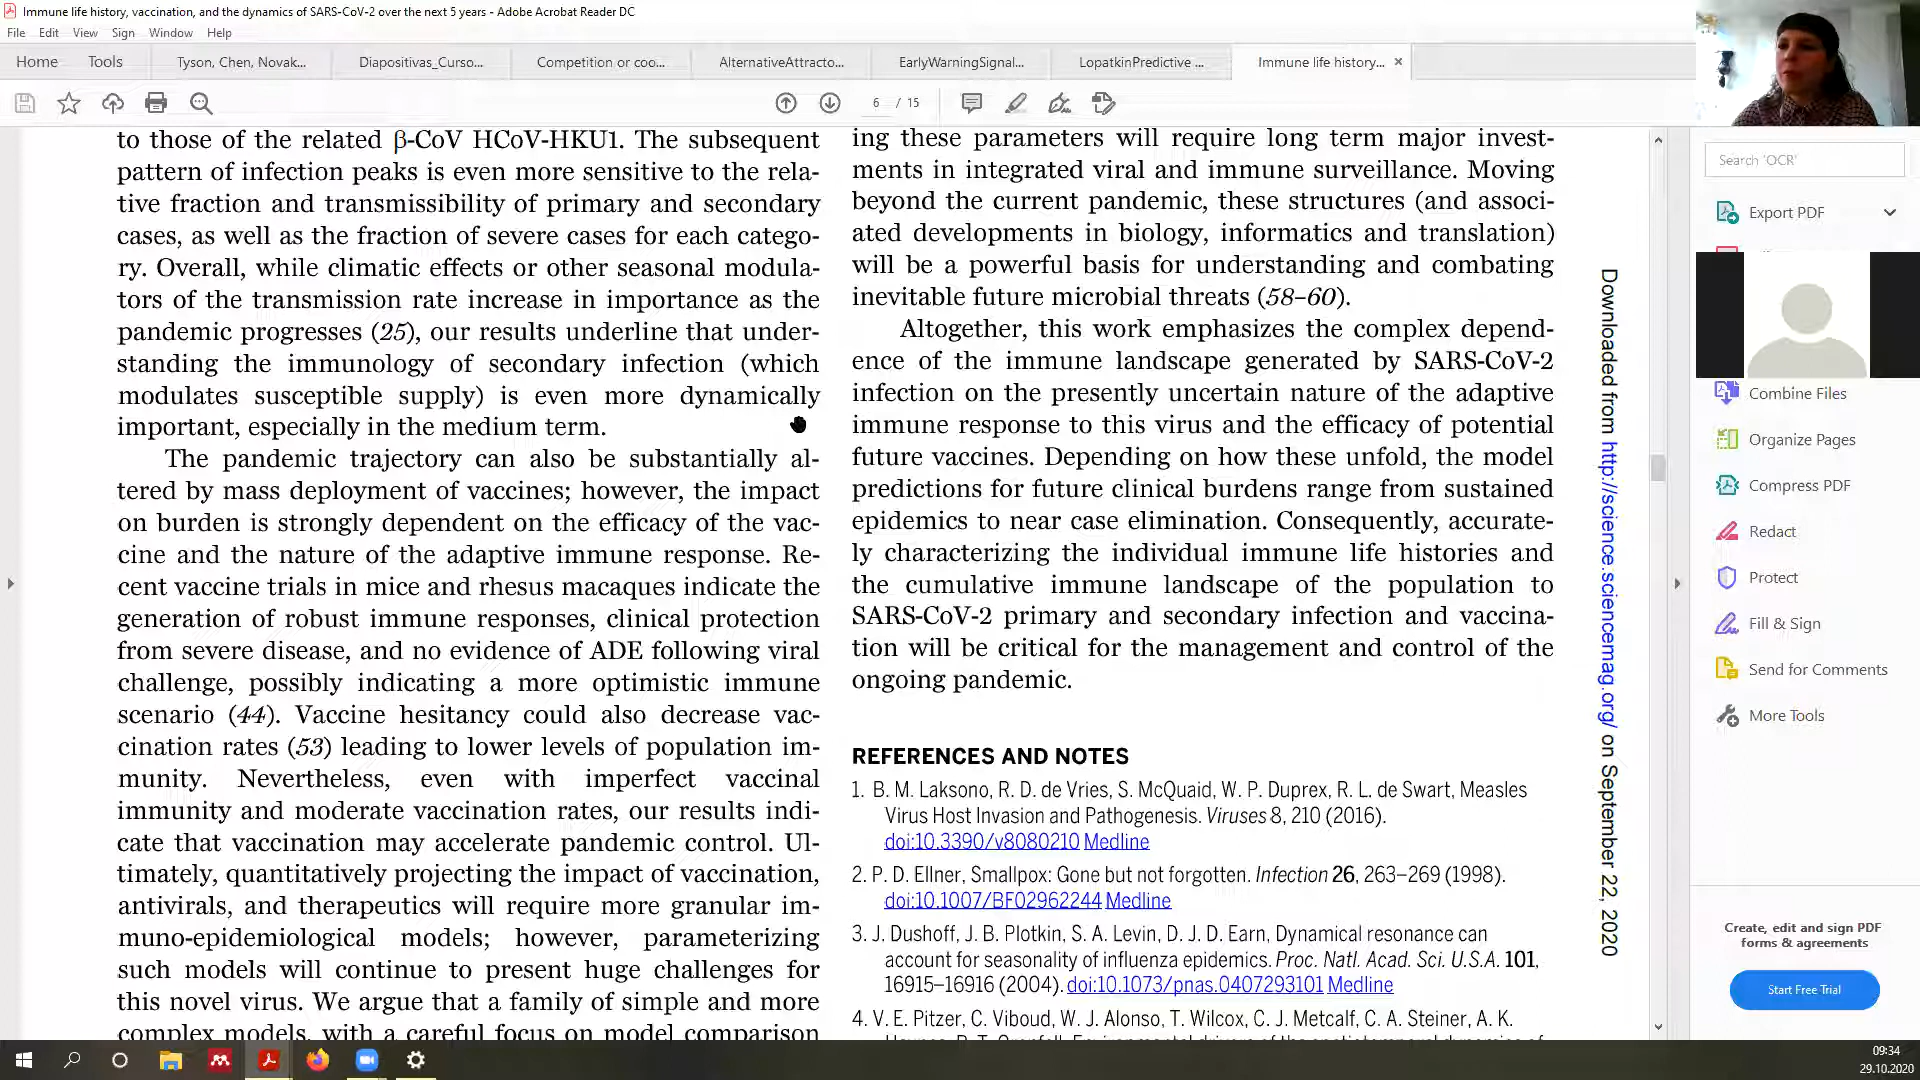 Immune life history, vaccination, and the dynamics of SARS-CoV-2 over the next 5 years - Adobe Acrobat Reader DC
File Edit View Sign Window Help
Home Tools Tyson, Chen, Novak... Diapositivas_Curso... Competition or coo... AlternativeAttracto... EarlyWarningSignal... LopatkinPredictive ... Immune life history... ×
6 / 15
to those of the related β-CoV HCoV-HKU1. The subsequent
pattern of infection peaks is even more sensitive to the rela-
tive fraction and transmissibility of primary and secondary
cases, as well as the fraction of severe cases for each catego-
ry. Overall, while climatic effects or other seasonal modula-
tors of the transmission rate increase in importance as the
pandemic progresses (25), our results underline that under-
standing the immunology of secondary infection (which
modulates susceptible supply) is even more dynamically
important, especially in the medium term.
The pandemic trajectory can also be substantially al-
tered by mass deployment of vaccines; however, the impact
on burden is strongly dependent on the efficacy of the vac-
cine and the nature of the adaptive immune response. Re-
cent vaccine trials in mice and rhesus macaques indicate the
generation of robust immune responses, clinical protection
from severe disease, and no evidence of ADE following viral
challenge, possibly indicating a more optimistic immune
scenario (44). Vaccine hesitancy could also decrease vac-
cination rates (53) leading to lower levels of population im-
munity. Nevertheless, even with imperfect vaccinal
immunity and moderate vaccination rates, our results indi-
cate that vaccination may accelerate pandemic control. Ul-
timately, quantitatively projecting the impact of vaccination,
antivirals, and therapeutics will require more granular im-
muno-epidemiological models; however, parameterizing
such models will continue to present huge challenges for
this novel virus. We argue that a family of simple and more
complex models, with a careful focus on model comparison
ing these parameters will require long term major invest-
ments in integrated viral and immune surveillance. Moving
beyond the current pandemic, these structures (and associ-
ated developments in biology, informatics and translation)
will be a powerful basis for understanding and combating
inevitable future microbial threats (58–60).
Altogether, this work emphasizes the complex depend-
ence of the immune landscape generated by SARS-CoV-2
infection on the presently uncertain nature of the adaptive
immune response to this virus and the efficacy of potential
future vaccines. Depending on how these unfold, the model
predictions for future clinical burdens range from sustained
epidemics to near case elimination. Consequently, accurate-
ly characterizing the individual immune life histories and
the cumulative immune landscape of the population to
SARS-CoV-2 primary and secondary infection and vaccina-
tion will be critical for the management and control of the
ongoing pandemic.
REFERENCES AND NOTES
1. B. M. Laksono, R. D. de Vries, S. McQuaid, W. P. Duprex, R. L. de Swart, Measles
Virus Host Invasion and Pathogenesis. Viruses 8, 210 (2016).
doi:10.3390/v8080210 Medline
2. P. D. Ellner, Smallpox: Gone but not forgotten. Infection 26, 263–269 (1998).
doi:10.1007/BF02962244 Medline
3. J. Dushoff, J. B. Plotkin, S. A. Levin, D. J. D. Earn, Dynamical resonance can
account for seasonality of influenza epidemics. Proc. Natl. Acad. Sci. U.S.A. 101,
16915–16916 (2004). doi:10.1073/pnas.0407293101 Medline
4. V. E. Pitzer, C. Viboud, W. J. Alonso, T. Wilcox, C. J. Metcalf, C. A. Steiner, A. K.
Downloaded from http://science.sciencemag.org/ on September 22, 2020
Search 'OCR'
Export PDF
Combine Files
Organize Pages
Compress PDF
Redact
Protect
Fill & Sign
Send for Comments
More Tools
Create, edit and sign PDF
forms & agreements
Start Free Trial
09:34
29.10.2020